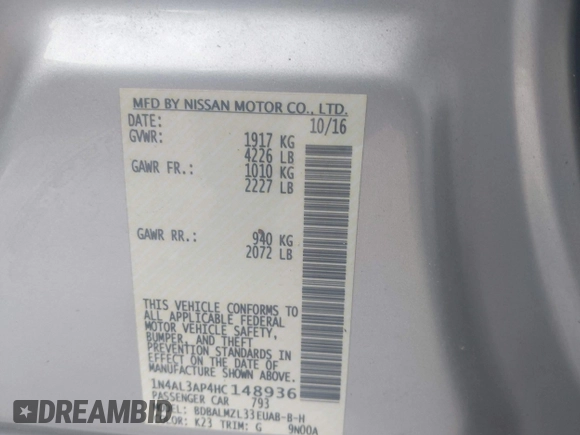 MFD BY NISSAN MOTOR CO., LTD.
DATE: 10/16
GVWR: 1917 KG
4226 LB
GAWR FR.: 1010 KG
2227 LB
GAWR RR.: 940 KG
2072 LB
THIS VEHICLE CONFORMS TO
ALL APPLICABLE FEDERAL
MOTOR VEHICLE SAFETY,
BUMPER, AND THEFT
PREVENTION STANDARDS IN
EFFECT ON THE DATE OF
MANUFACTURE SHOWN ABOVE.
1N4AL3AP4HC148936
PASSENGER CAR 793
MODEL: BDBALMZL33EUAB-B-H
COLOR: K23 TRIM: G 9N00A
DREAMBID